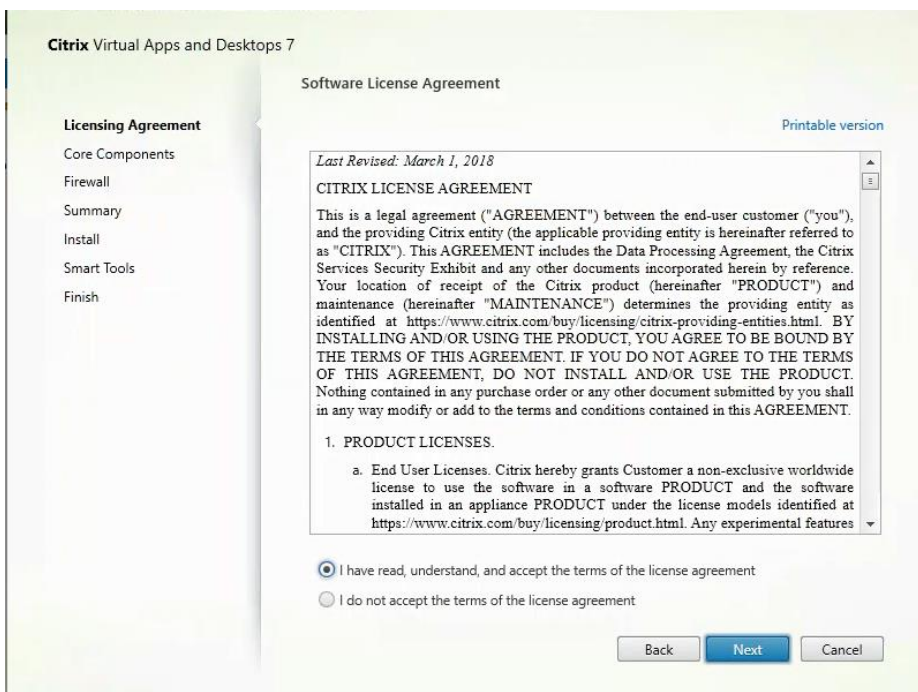 Citrix Virtual Apps and Desktops 7
Software License Agreement
Licensing Agreement
Core Components
Firewall
Summary
Install
Smart Tools
Finish
Printable version
Last Revised: March 1, 2018
CITRIX LICENSE AGREEMENT
This is a legal agreement ("AGREEMENT") between the end-user customer ("you"),
and the providing Citrix entity (the applicable providing entity is hereinafter referred to
as "CITRIX"). This AGREEMENT includes the Data Processing Agreement, the Citrix
Services Security Exhibit and any other documents incorporated herein by reference.
Your location of receipt of the Citrix product (hereinafter "PRODUCT") and
maintenance (hereinafter "MAINTENANCE") determines the providing entity as
identified at https://www.citrix.com/buy/licensing/citrix-providing-entities.html. BY
INSTALLING AND/OR USING THE PRODUCT, YOU AGREE TO BE BOUND BY
THE TERMS OF THIS AGREEMENT. IF YOU DO NOT AGREE TO THE TERMS
OF THIS AGREEMENT, DO NOT INSTALL AND/OR USE THE PRODUCT.
Nothing contained in any purchase order or any other document submitted by you shall
in any way modify or add to the terms and conditions contained in this AGREEMENT.
1. PRODUCT LICENSES.
a. End User Licenses. Citrix hereby grants Customer a non-exclusive worldwide
license to use the software in a software PRODUCT and the software
installed in an appliance PRODUCT under the license models identified at
https://www.citrix.com/buy/licensing/product.html. Any experimental features
I have read, understand, and accept the terms of the license agreement
I do not accept the terms of the license agreement
Back
Next
Cancel